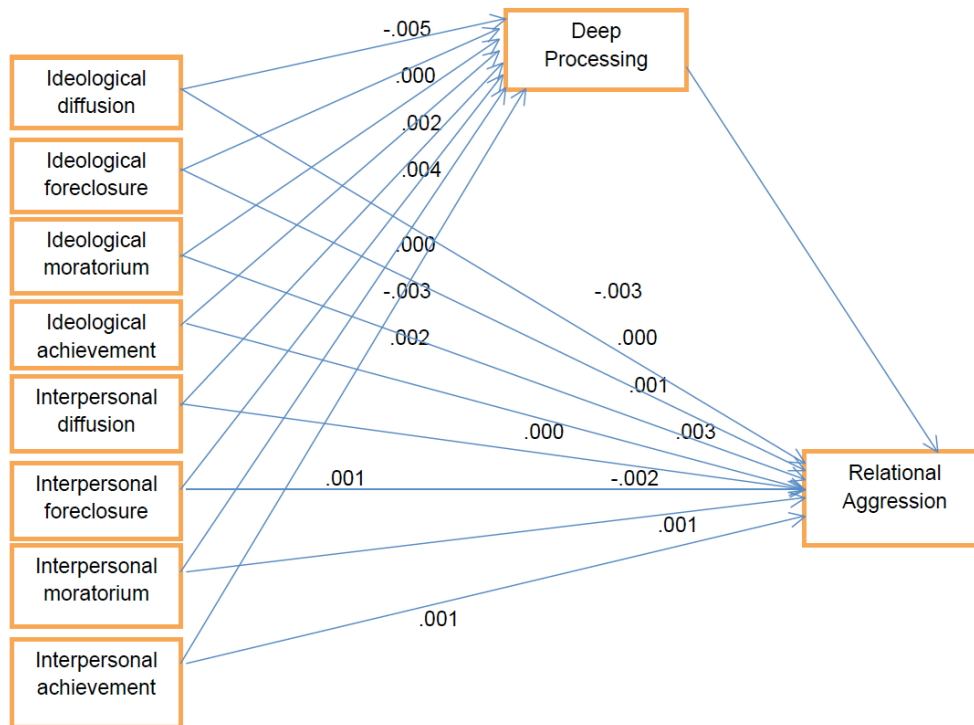 Deep
Processing
Ideological
diffusion
Ideological
foreclosure
Ideological
moratorium
Ideological
achievement
Interpersonal
diffusion
Interpersonal
foreclosure
Interpersonal
moratorium
Interpersonal
achievement
-.005
.000
.002
.004
.000
-.003
.002
-.003
.000
.001
.003
.000
.001
-.002
.001
.001
Relational
Aggression